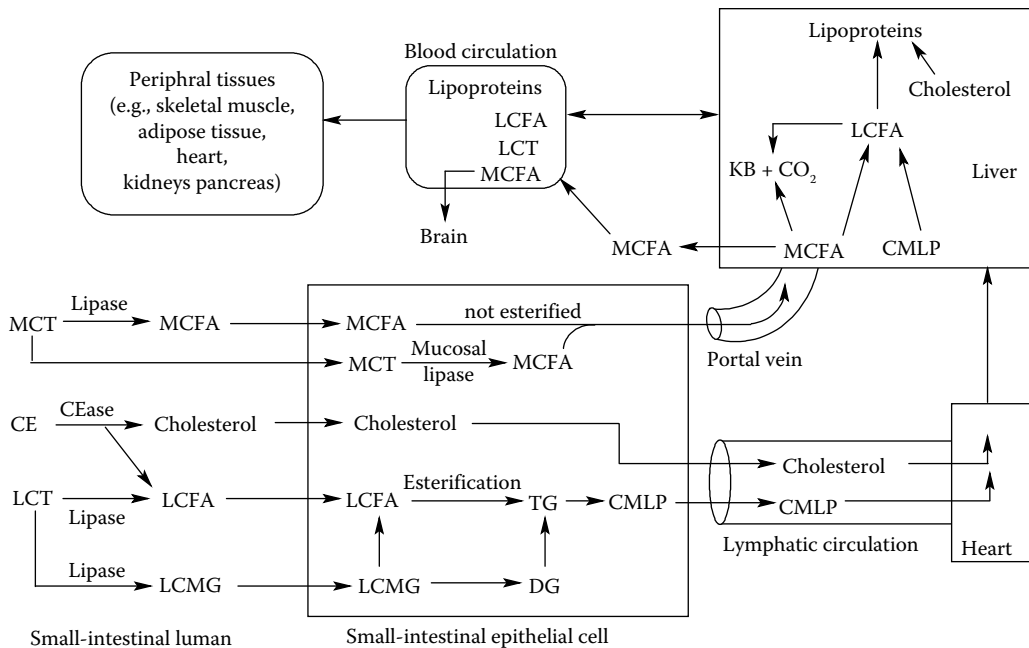 Blood circulation
Periphral tissues
(e.g., skeletal muscle,
adipose tissue,
heart,
kidneys pancreas)
Lipoproteins
LCFA
LCT
MCFA
Brain
MCFA
Lipoproteins
Cholesterol
LCFA
KB + CO₂
Liver
MCFA
CMLP
MCT
Lipase
MCFA
MCFA
not esterified
MCT
Mucosal
lipase
MCFA
Portal vein
CE
CEase
Cholesterol
Cholesterol
Cholesterol
LCT
Lipase
LCFA
LCFA
Esterification
TG
CMLP
CMLP
Lymphatic circulation
Heart
Lipase
LCMG
LCMG
DG
Small-intestinal luman
Small-intestinal epithelial cell